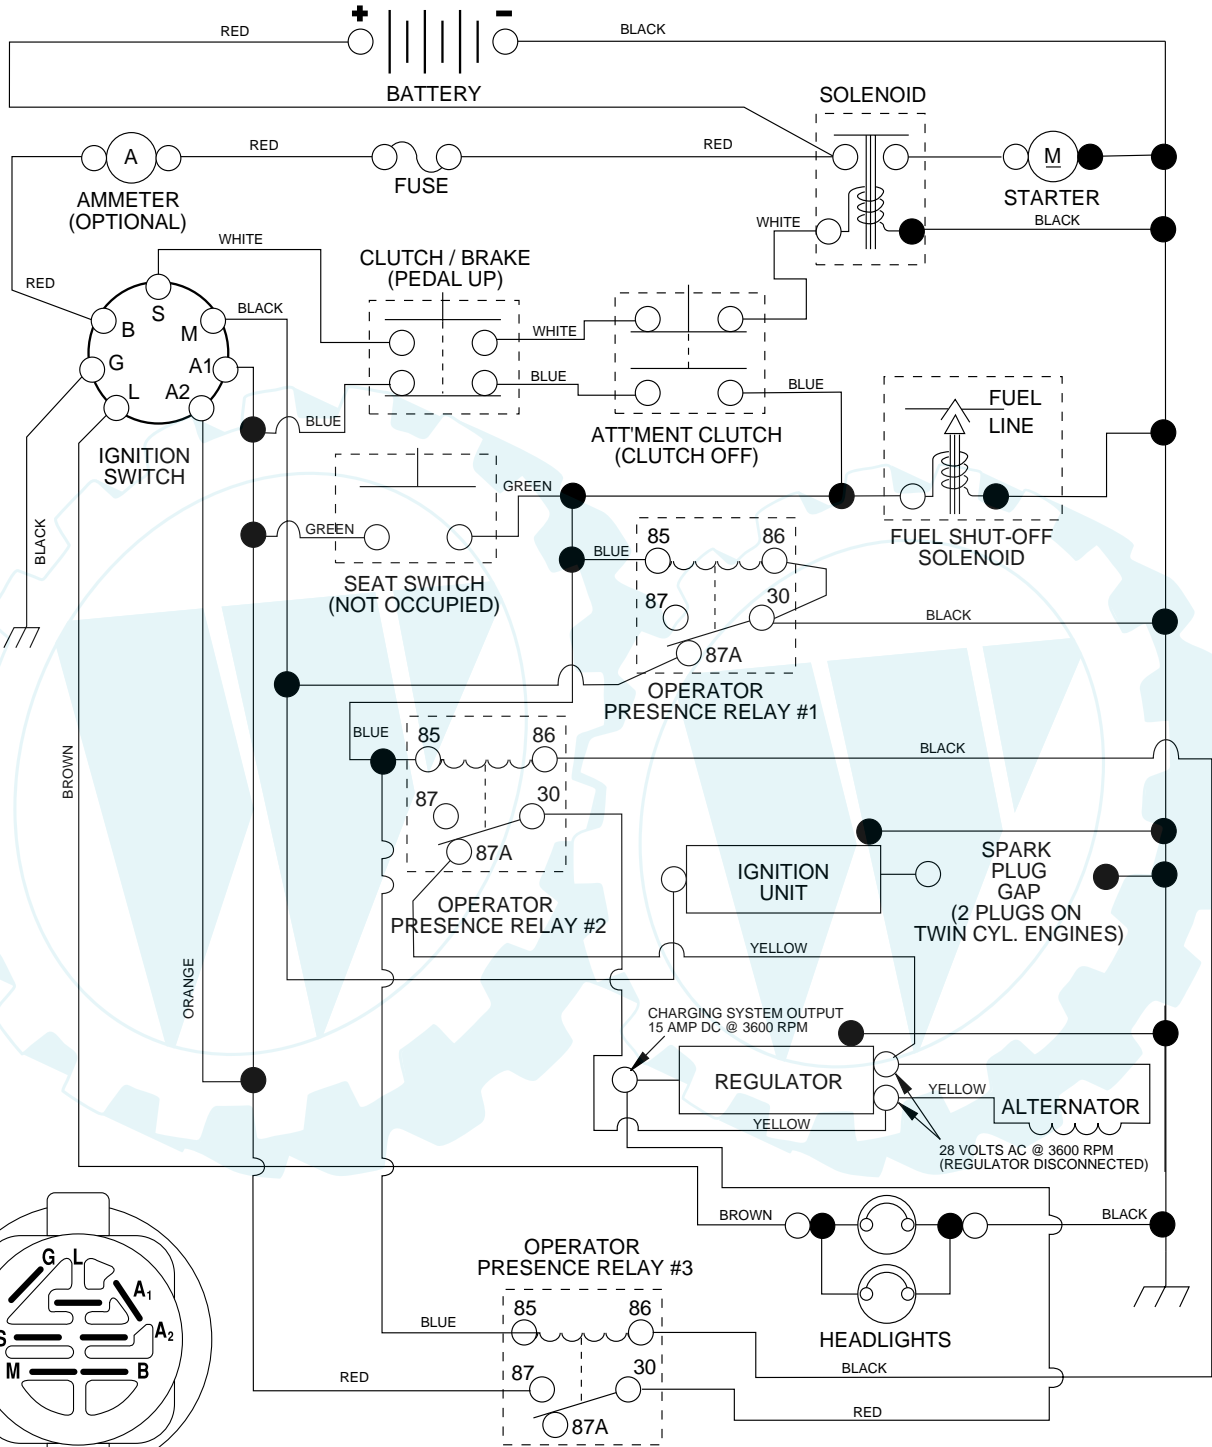 + -
RED
BLACK
BATTERY
SOLENOID
A
RED
RED
M
FUSE
AMMETER
(OPTIONAL)
STARTER
WHITE
BLACK
WHITE
CLUTCH / BRAKE
(PEDAL UP)
RED
S
B
M
BLACK
G
A1
L
A2
WHITE
BLUE
BLUE
BLUE
IGNITION
SWITCH
ATT'MENT CLUTCH
(CLUTCH OFF)
FUEL
LINE
GREEN
GREEN
BLACK
SEAT SWITCH
(NOT OCCUPIED)
FUEL SHUT-OFF
SOLENOID
BLUE
85
86
87
30
87A
BLACK
OPERATOR
PRESENCE RELAY #1
BLUE
85
86
BLACK
BROWN
87
30
87A
OPERATOR
PRESENCE RELAY #2
IGNITION
UNIT
SPARK
PLUG
GAP
(2 PLUGS ON
TWIN CYL. ENGINES)
YELLOW
ORANGE
CHARGING SYSTEM OUTPUT
15 AMP DC @ 3600 RPM
REGULATOR
YELLOW
ALTERNATOR
YELLOW
28 VOLTS AC @ 3600 RPM
(REGULATOR DISCONNECTED)
BROWN
BLACK
HEADLIGHTS
OPERATOR
PRESENCE RELAY #3
85
86
BLUE
BLACK
87
30
87A
RED
RED
G L
A1
S
A2
M
B